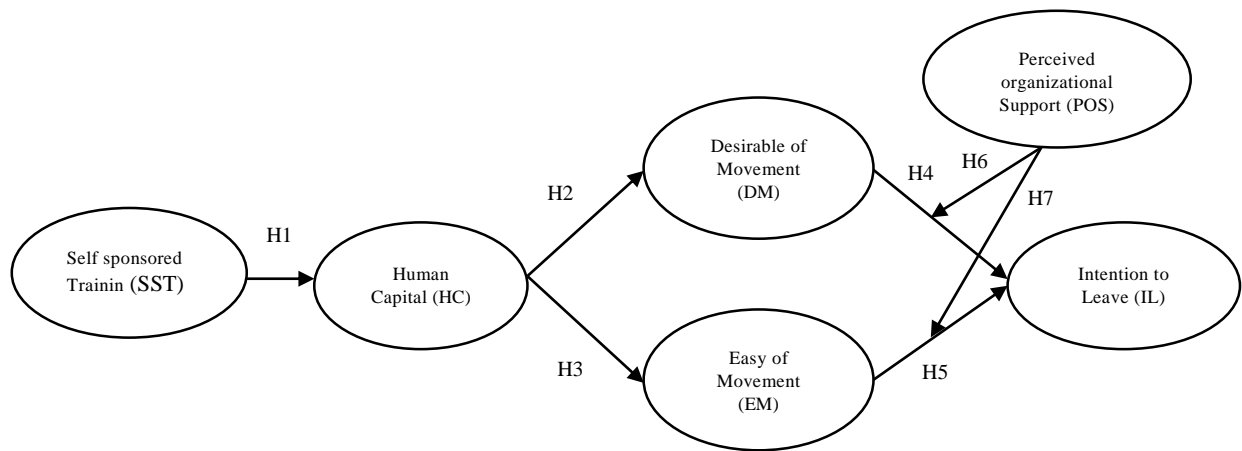 Self sponsored
Trainin (SST)
H1
Human
Capital (HC)
H2
H3
Desirable of
Movement
(DM)
Easy of
Movement
(EM)
H4
H5
Perceived
organizational
Support (POS)
H6
H7
Intention to
Leave (IL)